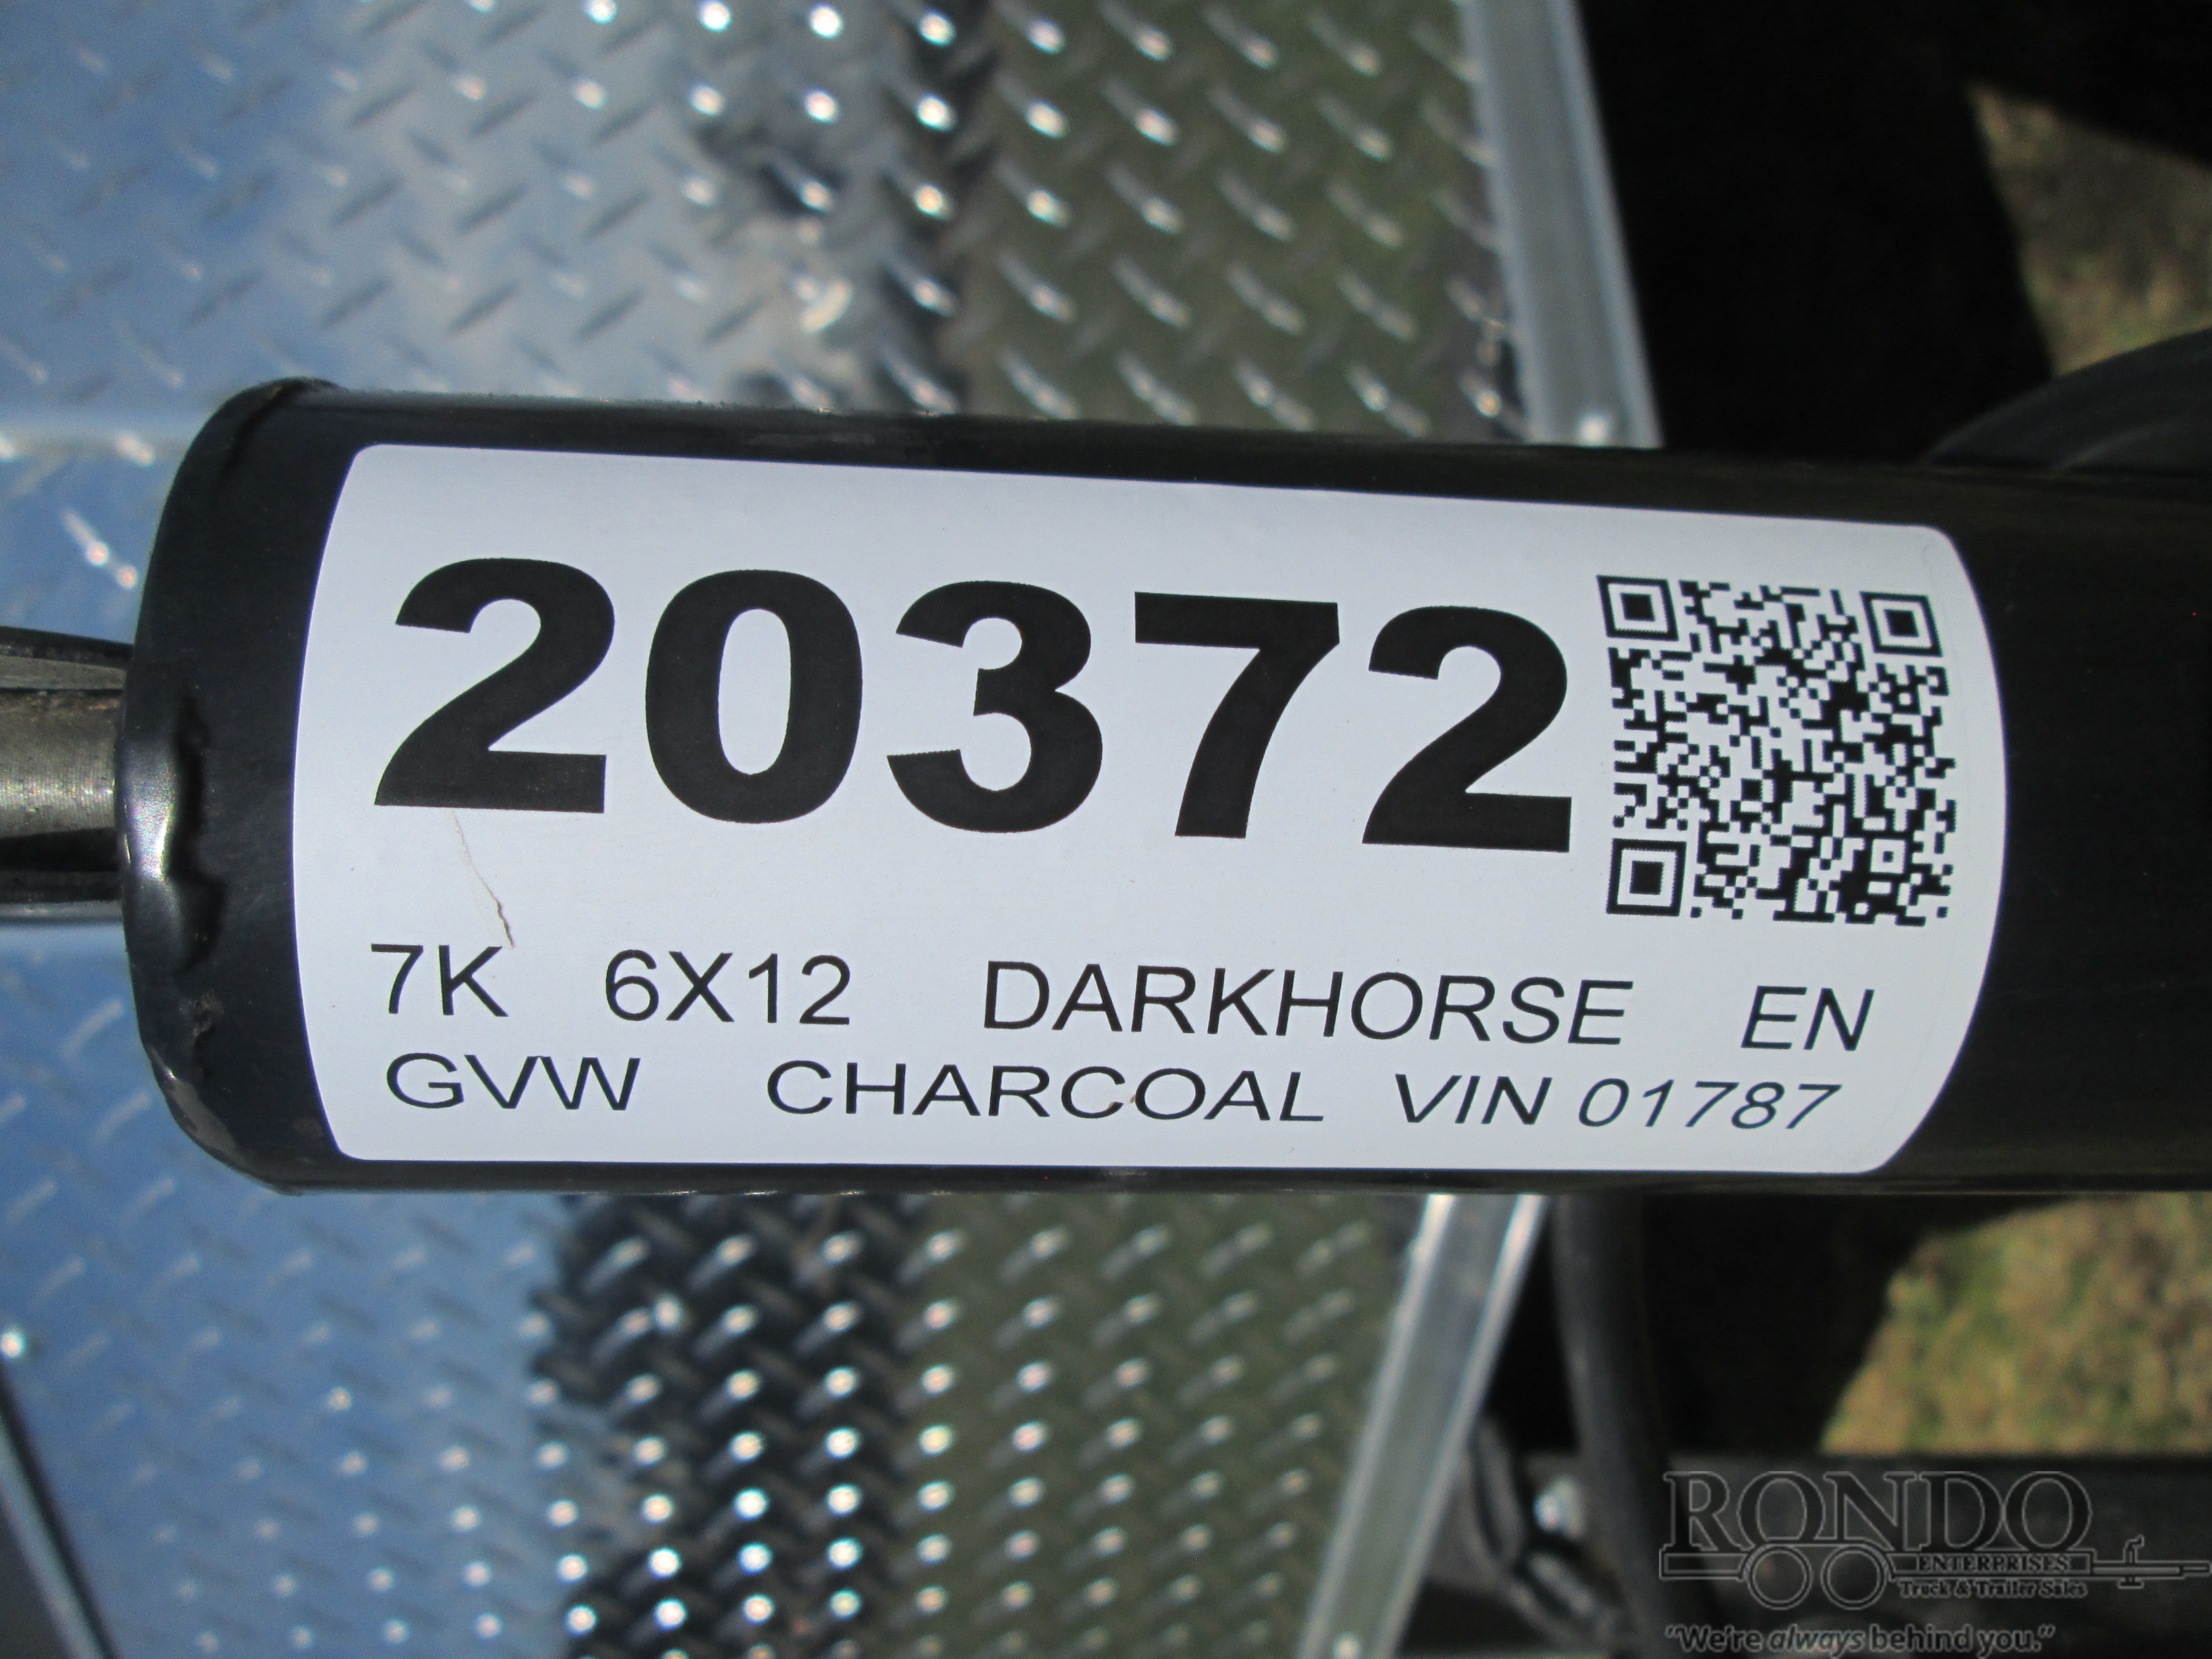 20372
7K 6X12 DARKHORSE EN
GVW CHARCOAL VIN 01787
RONDO
ENTERPRISES
Truck & Trailer Sales
"We're always behind you."